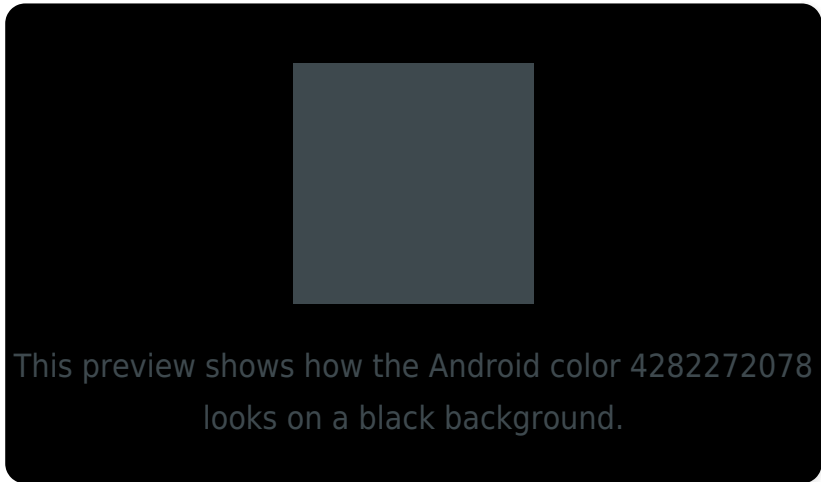 This preview shows how the Android color 4282272078
looks on a black background.